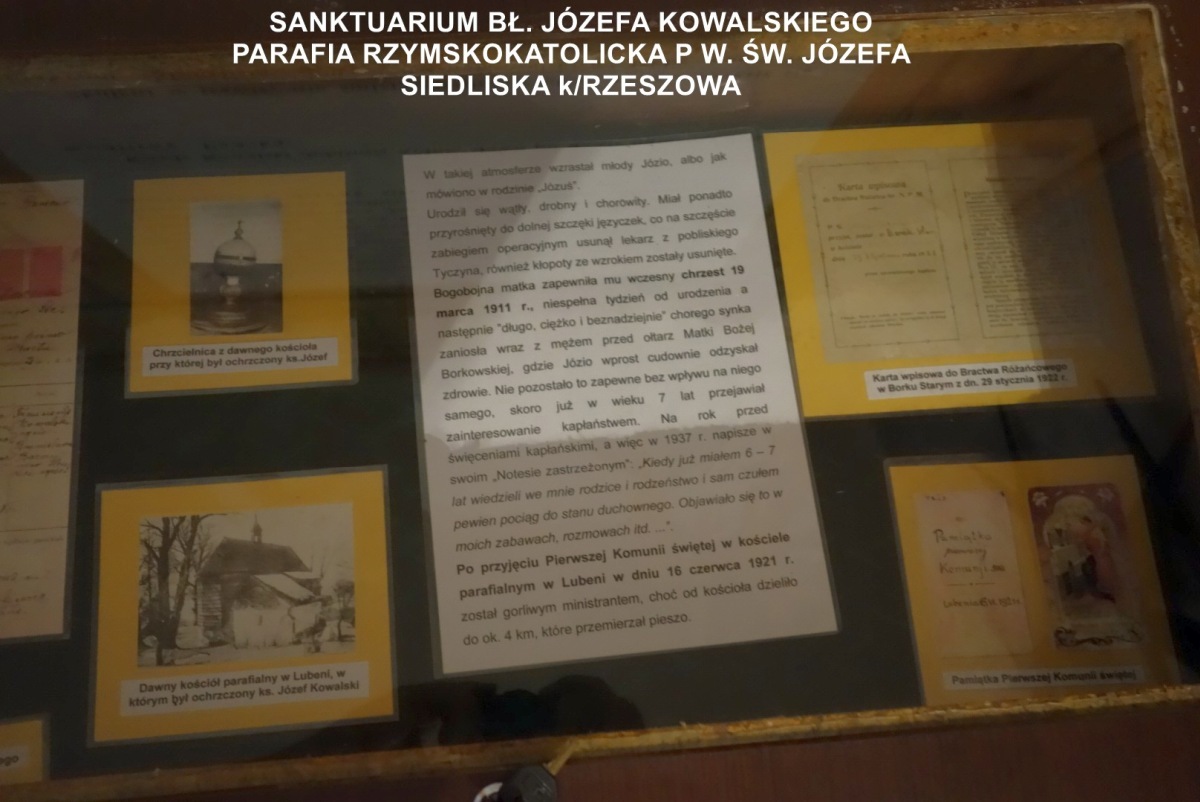 SANKTUARIUM BŁ. JÓZEFA KOWALSKIEGO
PARAFIA RZYMSKOKATOLICKA P W. ŚW. JÓZEFA
SIEDLISKA k/RZESZOWA
Chrzcielnica z dawnego kościoła
przy której był ochrzczony ks.Józef
Dawny kościół parafialny w Lubeni, w
którym był ochrzczony ks. Józef Kowalski
W takiej atmosferze wzrastał młody Józio, albo jak
mówiono w rodzinie „Józuś".
Urodził się wątły, drobny i chorowity. Miał ponadto
przyrośnięty do dolnej szczęki języczek, co na szczęście
zabiegiem operacyjnym usunął lekarz z pobliskiego
Tyczyna, również kłopoty ze wzrokiem zostały usunięte.
Bogobojna matka zapewniła mu wczesny chrzest 19
marca 1911 r., niespełna tydzień od urodzenia a
następnie "długo, ciężko i beznadziejnie" chorego synka
zaniosła wraz z mężem przed ołtarz Matki Bożej
Borkowskiej, gdzie Józio wprost cudownie odzyskał
zdrowie. Nie pozostało to zapewne bez wpływu na niego
samego, skoro już w wieku 7 lat przejawiał
zainteresowanie kapłaństwem. Na rok przed
święceniami kapłańskimi, a więc w 1937 r. napisze w
swoim „Notesie zastrzeżonym": „Kiedy już miałem 6 – 7
lat wiedzieli we mnie rodzice i rodzeństwo i sam czułem
pewien pociąg do stanu duchownego. Objawiało się to w
moich zabawach, rozmowach itd. ...".
Po przyjęciu Pierwszej Komunii świętej w kościele
parafialnym w Lubeni w dniu 16 czerwca 1921 r.
został gorliwym ministrantem, choć od kościoła dzieliło
do ok. 4 km, które przemierzał pieszo.
Karta wpisowa
Karta wpisowa do Bractwa Różańcowego
w Borku Starym z dn. 29 stycznia 1922 r.
Pamiątka
Komunji
Pamiątka Pierwszej Komunii świętej